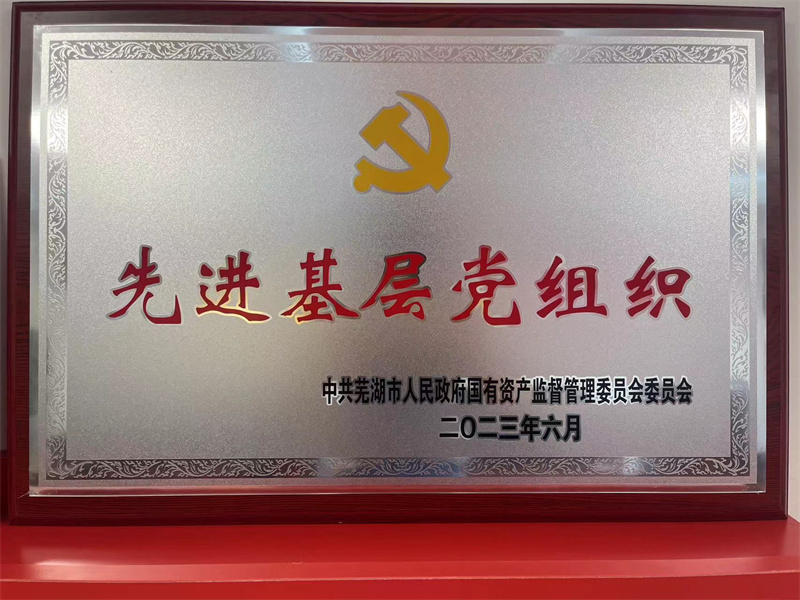 先进基层党组织
中共芜湖市人民政府国有资产监督管理委员会委员会
二〇二三年六月